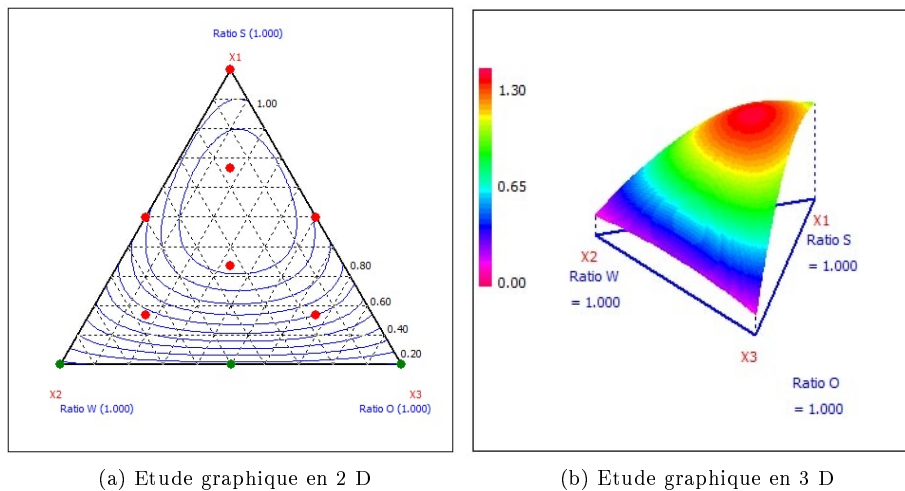 Ratio S (1.000)
X1
1.00
0.80
0.60
0.40
0.20
X2
X3
Ratio W (1.000)
Ratio O (1.000)
(a) Etude graphique en 2 D
1.30
0.65
0.00
X1
Ratio S
= 1.000
X2
Ratio W
= 1.000
X3
Ratio O
= 1.000
(b) Etude graphique en 3 D